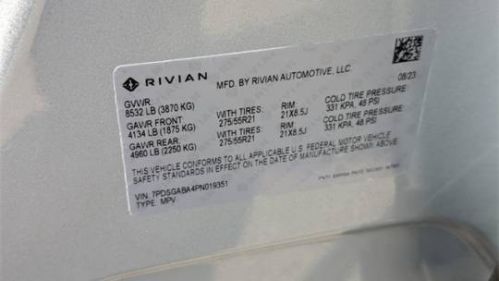 RIVIAN MFD. BY RIVIAN AUTOMOTIVE, LLC. 08/23
GVWR
8532 LB (3870 KG)
GAWR FRONT WITH TIRES: RIM: COLD TIRE PRESSURE:
4134 LB (1875 KG) 275/55R21 21X8.5J 331 KPA, 48 PSI
GAWR REAR WITH TIRES: RIM: COLD TIRE PRESSURE:
4960 LB (2250 KG) 275/55R21 21X8.5J 331 KPA, 48 PSI
THIS VEHICLE CONFORMS TO ALL APPLICABLE U.S. FEDERAL MOTOR VEHICLE
SAFETY STANDARDS IN EFFECT ON THE DATE OF MANUFACTURE SHOWN ABOVE.
VIN: 7PDSGABA4PN019351
TYPE: MPV